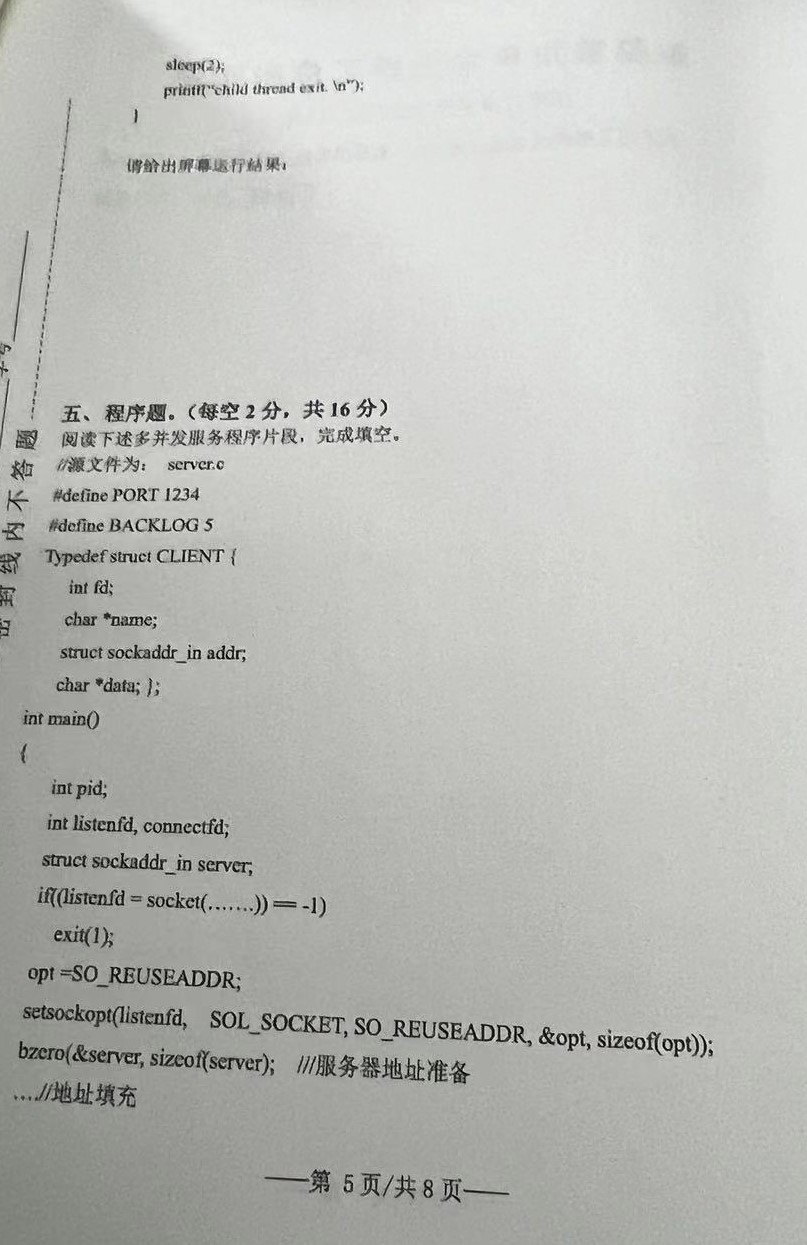 sleep(2);
printf("child thread exit. \n");
}
请给出屏幕运行结果:
五、程序题。(每空 2 分，共 16 分)
阅读下述多并发服务程序片段，完成填空。
//源文件为： server.c
#define PORT 1234
#define BACKLOG 5
Typedef struct CLIENT {
int fd;
char *name;
struct sockaddr_in addr;
char *data; };
int main()
{
int pid;
int listenfd, connectfd;
struct sockaddr_in server;
if((listenfd = socket(…….)) == -1)
exit(1);
opt =SO_REUSEADDR;
setsockopt(listenfd, SOL_SOCKET, SO_REUSEADDR, &opt, sizeof(opt));
bzero(&server, sizeof(server); ///服务器地址准备
….//地址填充
——第 5 页/共 8 页——
学号
密封线内不答题